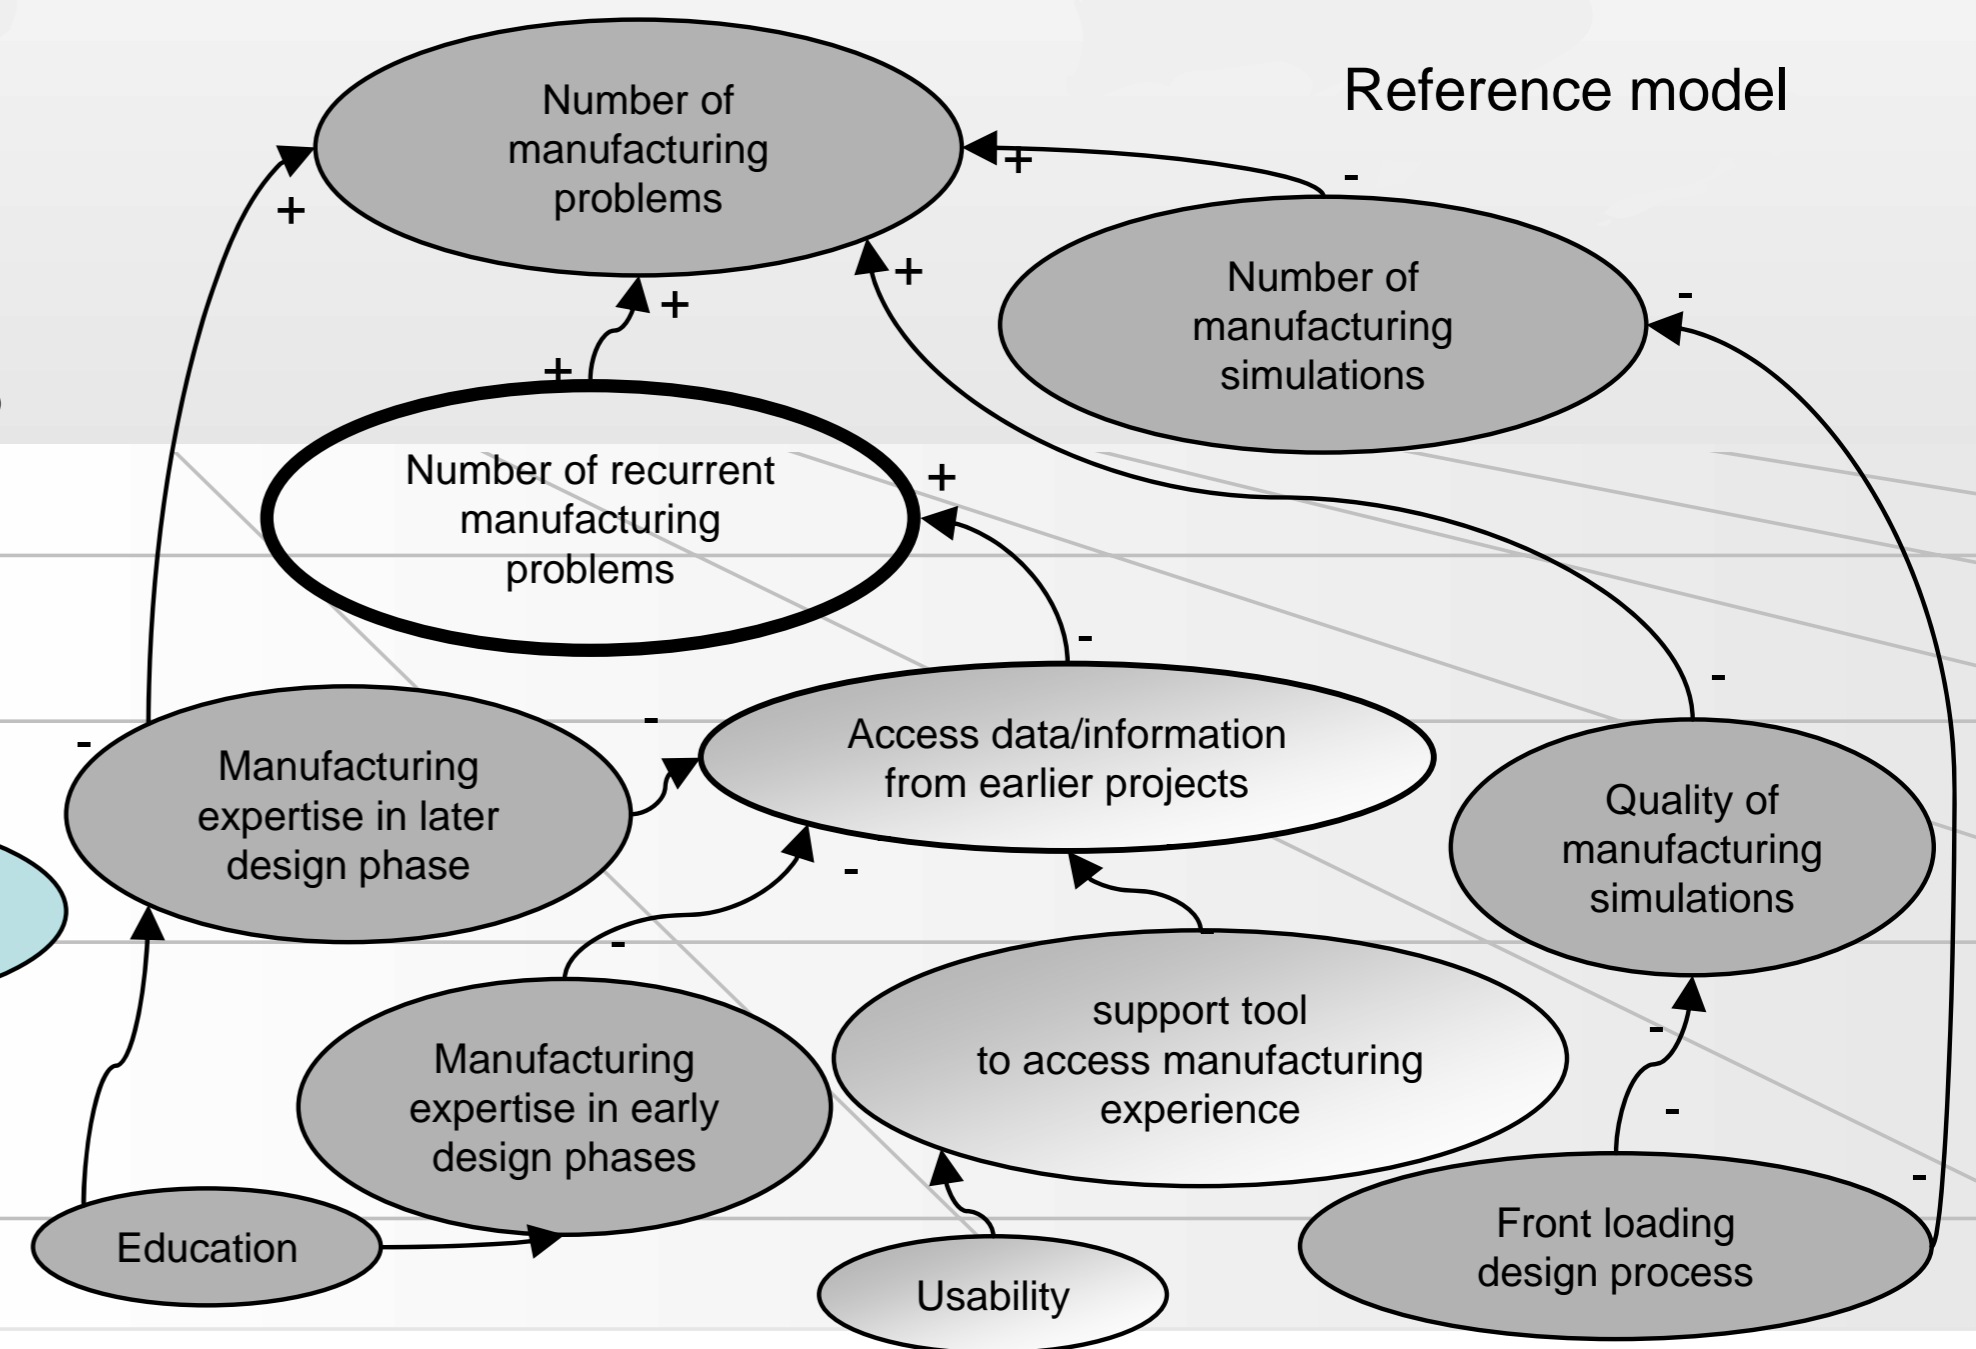 Reference model
Number of
manufacturing
problems
+
+
-
+
+
+
Number of
manufacturing
simulations
-
+
Number of recurrent
manufacturing
problems
-
-
-
-
Manufacturing
expertise in later
design phase
Access data/information
from earlier projects
Quality of
manufacturing
simulations
-
-
-
Manufacturing
expertise in early
design phases
support tool
to access manufacturing
experience
-
-
-
Education
Usability
Front loading
design process